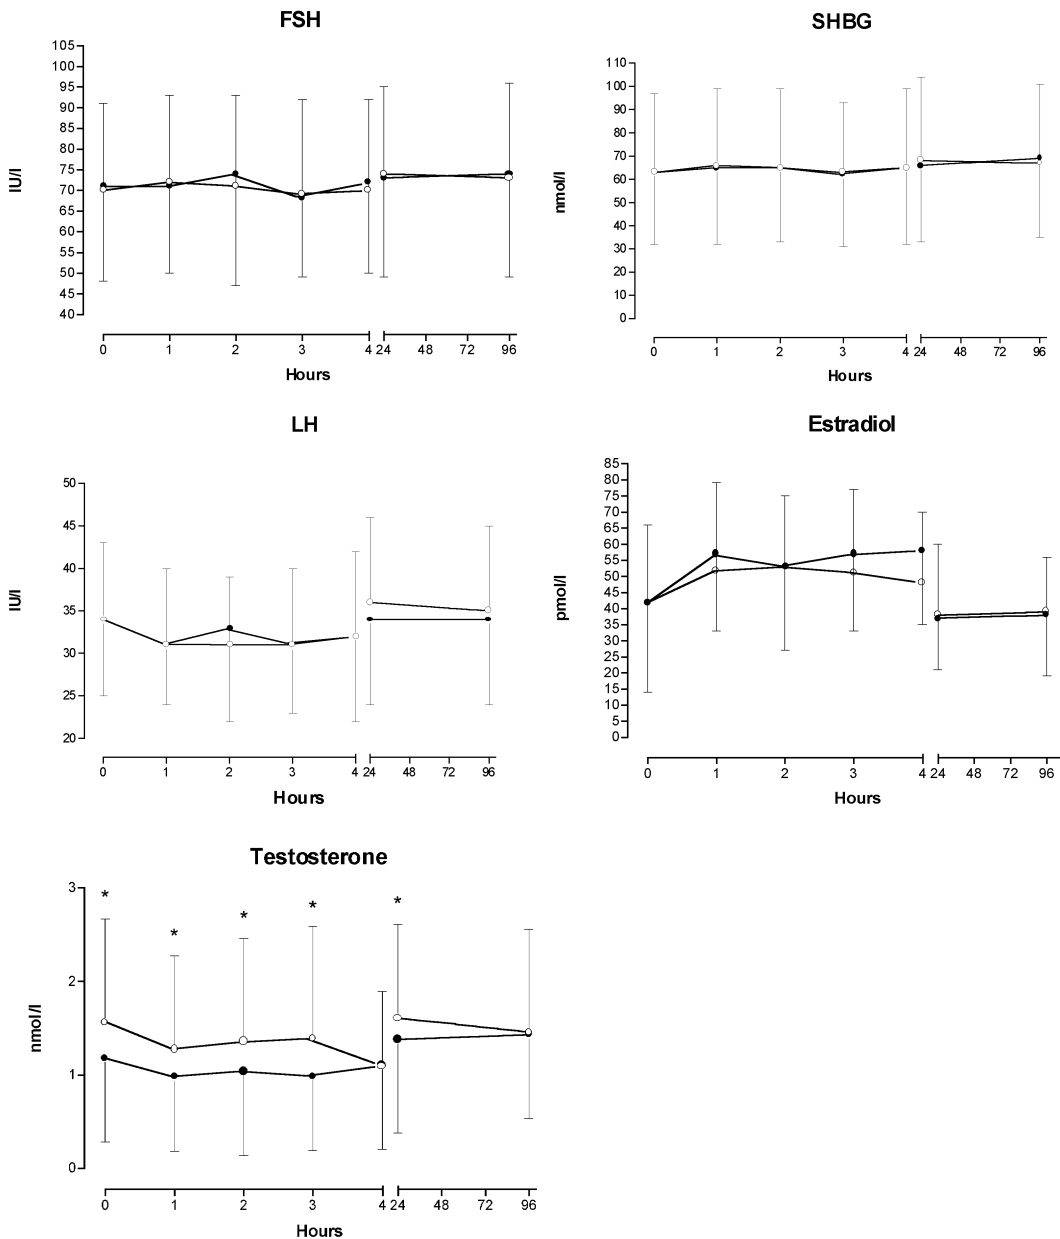 FSH
105
100
95
90
85
80
75
70
65
60
55
50
45
40
IU/l
0 1 2 3 4 24 48 72 96
Hours
SHBG
110
100
90
80
70
60
50
40
30
20
10
0
nmol/l
0 1 2 3 4 24 48 72 96
Hours
LH
50
45
40
35
30
25
20
IU/l
0 1 2 3 4 24 48 72 96
Hours
Estradiol
85
80
75
70
65
60
55
50
45
40
35
30
25
20
15
10
5
0
pmol/l
0 1 2 3 4 24 48 72 96
Hours
Testosterone
3
2
1
0
nmol/l
* * * * *
0 1 2 3 4 24 48 72 96
Hours